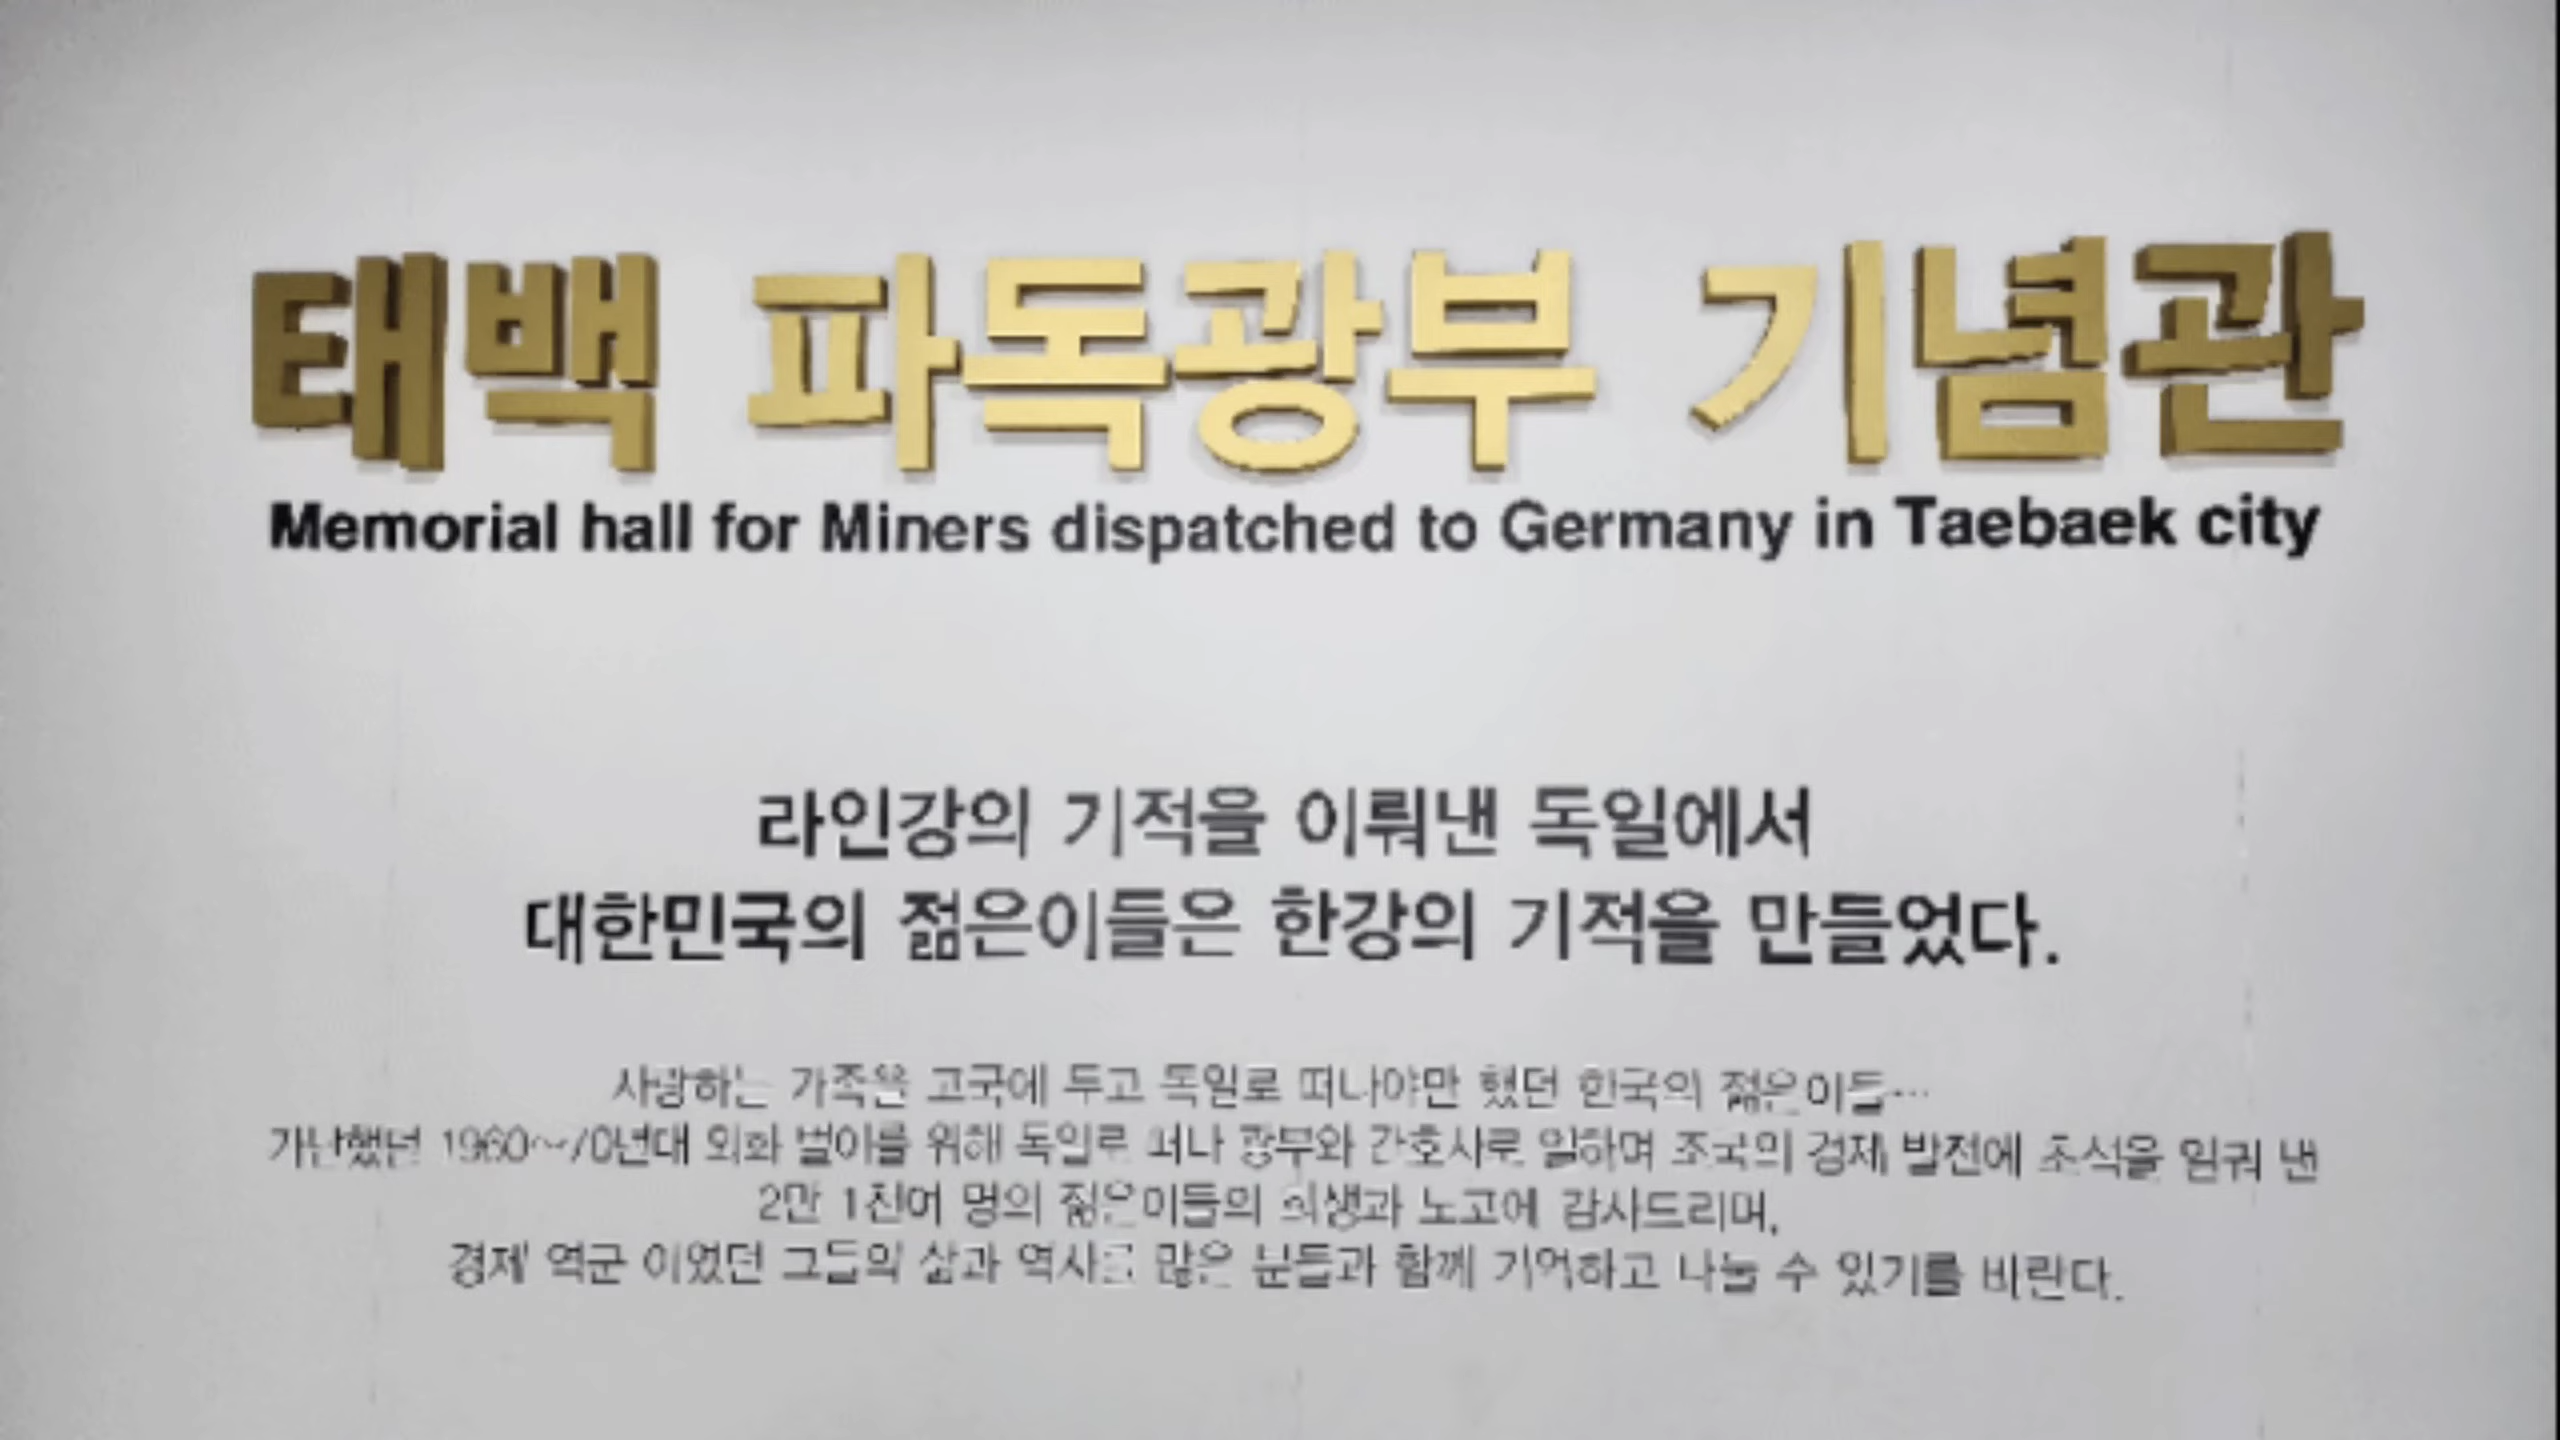 태백 파독광부 기념관
Memorial hall for Miners dispatched to Germany in Taebaek city
라인강의 기적을 이뤄낸 독일에서
대한민국의 젊은이들은 한강의 기적을 만들었다.
사랑하는 가족을 고국에 두고 독일로 떠나야만 했던 한국의 젊은이들…
가난했던 1960~70년대 외화 벌이를 위해 독일로 떠나 광부와 간호사로 일하며 조국의 경제 발전에 초석을 일궈 낸
2만 1천여 명의 젊은이들의 희생과 노고에 감사드리며,
경제 역군 이었던 그들의 삶과 역사를 많은 분들과 함께 기억하고 나눌 수 있기를 바란다.